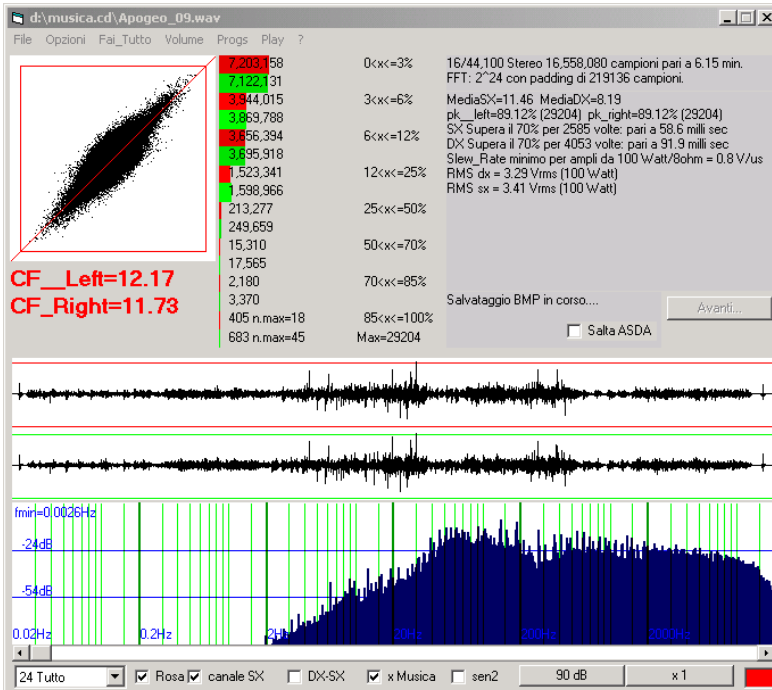 d:\musica.cd\Apogeo_09.wav
File Opzioni Fai_Tutto Volume Progs Play ?
7,203,158 0<x<=3%
7,122,131
3,944,015 3<x<=6%
3,869,788
3,656,394 6<x<=12%
3,695,918
1,523,341 12<x<=25%
1,598,966
213,277 25<x<=50%
249,659
15,310 50<x<=70%
17,565
2,180 70<x<=85%
3,370
405 n.max=18 85<x<=100%
683 n.max=45 Max=29204
16/44,100 Stereo 16,558,080 campioni pari a 6.15 min.
FFT: 2^24 con padding di 219136 campioni.
MediaSX=11.46 MediaDX=8.19
pk__left=89.12% (29204) pk_right=89.12% (29204)
SX Supera il 70% per 2585 volte: pari a 58.6 milli sec
DX Supera il 70% per 4053 volte: pari a 91.9 milli sec
Slew_Rate minimo per ampli da 100 Watt/8ohm = 0.8 V/us
RMS dx = 3.29 Vrms (100 Watt)
RMS sx = 3.41 Vrms (100 Watt)
CF__Left=12.17
CF_Right=11.73
Salvataggio BMP in corso....
Avanti...
Salta ASDA
fmin=0.0026Hz
-24dB
-54dB
0.02Hz 0.2Hz 2Hz 20Hz 200Hz 2000Hz
24 Tutto Rosa canale SX DX-SX x Musica sen2 90 dB x 1